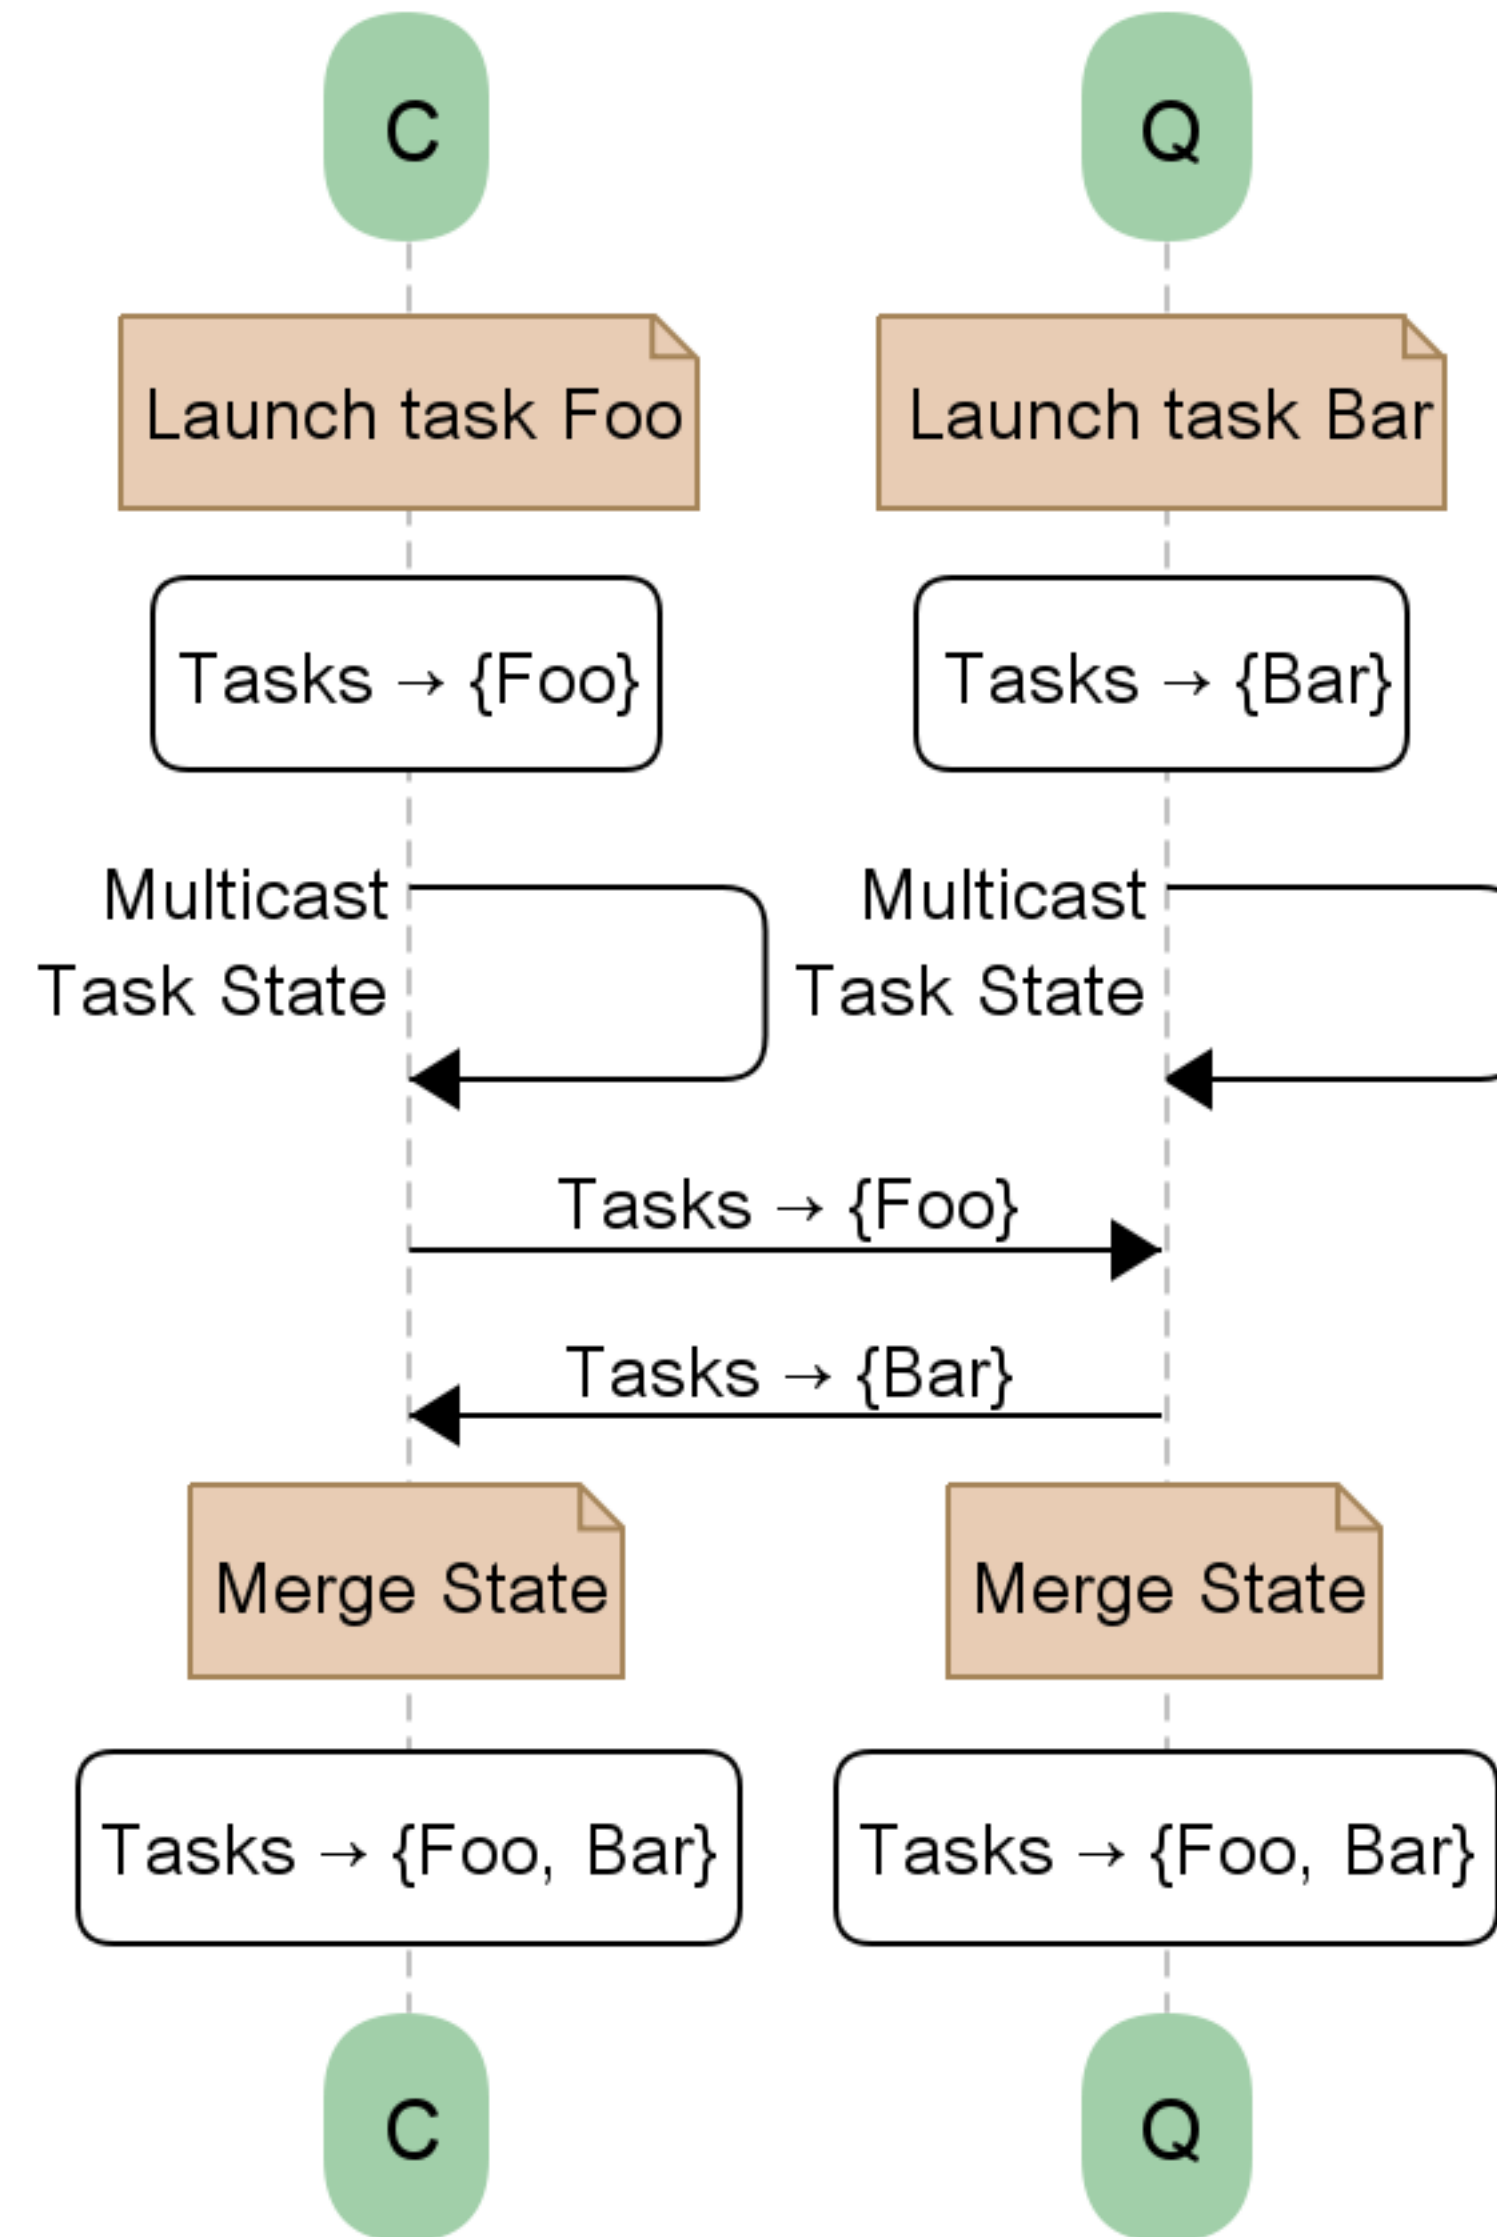 C
Q
Launch task Foo
Launch task Bar
Tasks → {Foo}
Tasks → {Bar}
Multicast
Task State
Multicast
Task State
Tasks → {Foo}
Tasks → {Bar}
Merge State
Merge State
Tasks → {Foo, Bar}
Tasks → {Foo, Bar}
C
Q